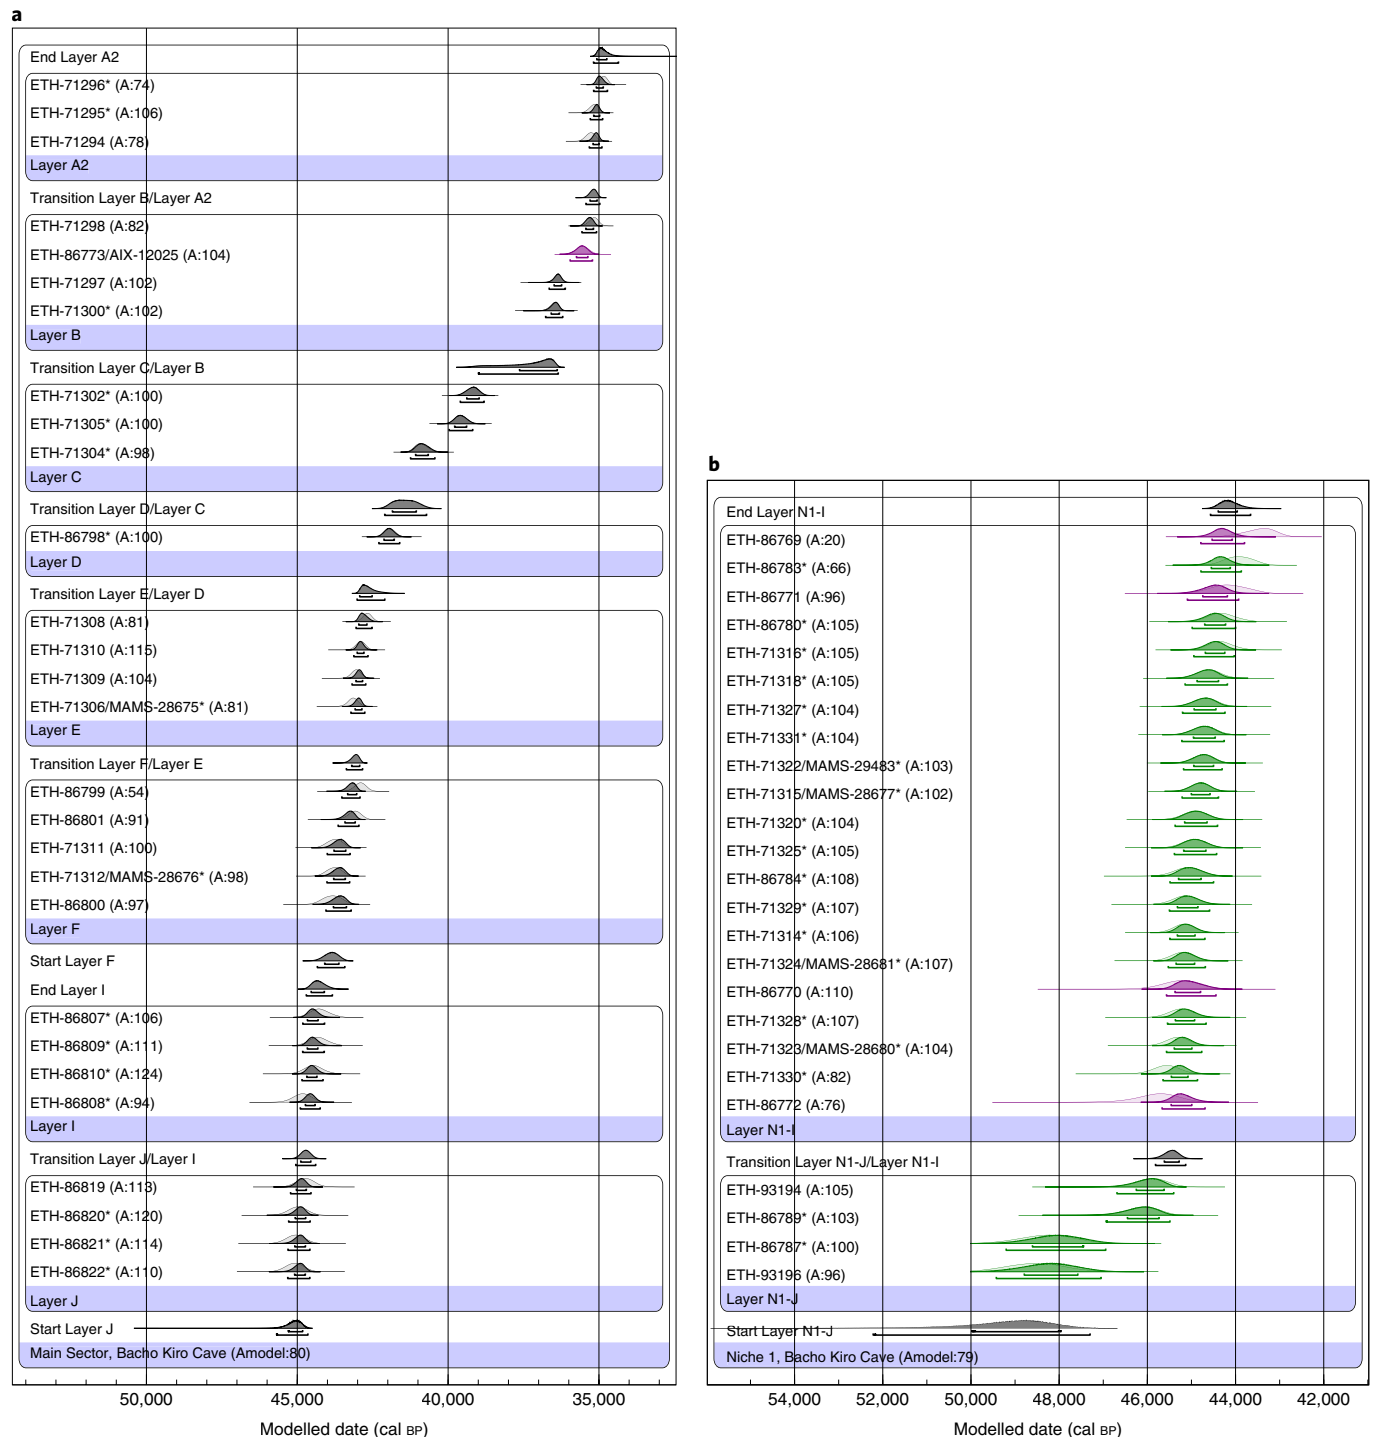 a
End Layer A2
ETH-71296* (A:74)
ETH-71295* (A:106)
ETH-71294 (A:78)
Layer A2
Transition Layer B/Layer A2
ETH-71298 (A:82)
ETH-86773/AIX-12025 (A:104)
ETH-71297 (A:102)
ETH-71300* (A:102)
Layer B
Transition Layer C/Layer B
ETH-71302* (A:100)
ETH-71305* (A:100)
ETH-71304* (A:98)
Layer C
Transition Layer D/Layer C
ETH-86798* (A:100)
Layer D
Transition Layer E/Layer D
ETH-71308 (A:81)
ETH-71310 (A:115)
ETH-71309 (A:104)
ETH-71306/MAMS-28675* (A:81)
Layer E
Transition Layer F/Layer E
ETH-86799 (A:54)
ETH-86801 (A:91)
ETH-71311 (A:100)
ETH-71312/MAMS-28676* (A:98)
ETH-86800 (A:97)
Layer F
Start Layer F
End Layer I
ETH-86807* (A:106)
ETH-86809* (A:111)
ETH-86810* (A:124)
ETH-86808* (A:94)
Layer I
Transition Layer J/Layer I
ETH-86819 (A:113)
ETH-86820* (A:120)
ETH-86821* (A:114)
ETH-86822* (A:110)
Layer J
Start Layer J
Main Sector, Bacho Kiro Cave (Amodel:80)
50,000 45,000 40,000 35,000
Modelled date (cal BP)
b
End Layer N1-I
ETH-86769 (A:20)
ETH-86783* (A:66)
ETH-86771 (A:96)
ETH-86780* (A:105)
ETH-71316* (A:105)
ETH-71318* (A:105)
ETH-71327* (A:104)
ETH-71331* (A:104)
ETH-71322/MAMS-29483* (A:103)
ETH-71315/MAMS-28677* (A:102)
ETH-71320* (A:104)
ETH-71325* (A:105)
ETH-86784* (A:108)
ETH-71329* (A:107)
ETH-71314* (A:106)
ETH-71324/MAMS-28681* (A:107)
ETH-86770 (A:110)
ETH-71328* (A:107)
ETH-71323/MAMS-28680* (A:104)
ETH-71330* (A:82)
ETH-86772 (A:76)
Layer N1-I
Transition Layer N1-J/Layer N1-I
ETH-93194 (A:105)
ETH-86789* (A:103)
ETH-86787* (A:100)
ETH-93196 (A:96)
Layer N1-J
Start Layer N1-J
Niche 1, Bacho Kiro Cave (Amodel:79)
54,000 52,000 50,000 48,000 46,000 44,000 42,000
Modelled date (cal BP)